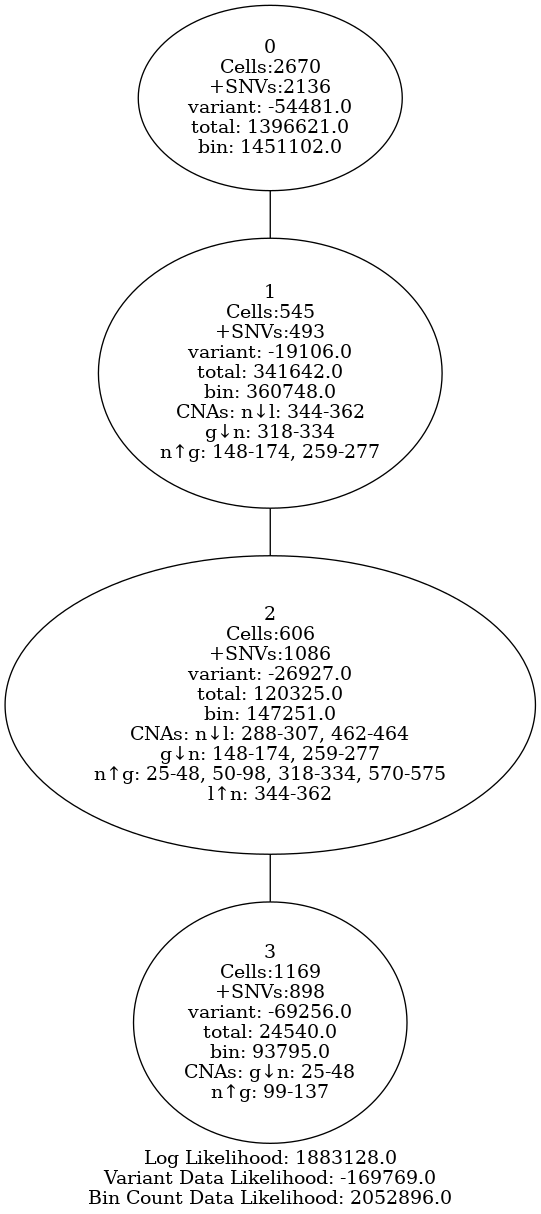 0
Cells:2670
+SNVs:2136
variant: -54481.0
total: 1396621.0
bin: 1451102.0
1
Cells:545
+SNVs:493
variant: -19106.0
total: 341642.0
bin: 360748.0
CNAs: n↓l: 344-362
g↓n: 318-334
n↑g: 148-174, 259-277
2
Cells:606
+SNVs:1086
variant: -26927.0
total: 120325.0
bin: 147251.0
CNAs: n↓l: 288-307, 462-464
g↓n: 148-174, 259-277
n↑g: 25-48, 50-98, 318-334, 570-575
l↑n: 344-362
3
Cells:1169
+SNVs:898
variant: -69256.0
total: 24540.0
bin: 93795.0
CNAs: g↓n: 25-48
n↑g: 99-137
Log Likelihood: 1883128.0
Variant Data Likelihood: -169769.0
Bin Count Data Likelihood: 2052896.0